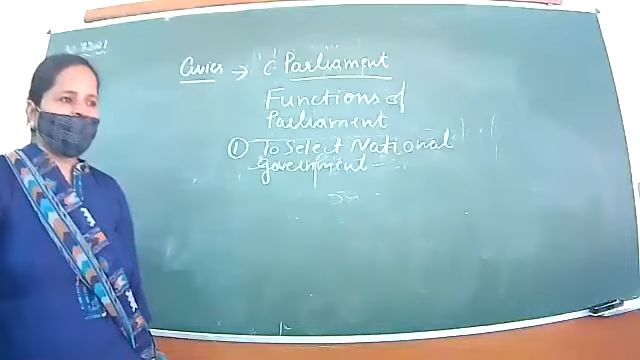 Civics → Parliament
Functions of
Parliament
① To Select National
government